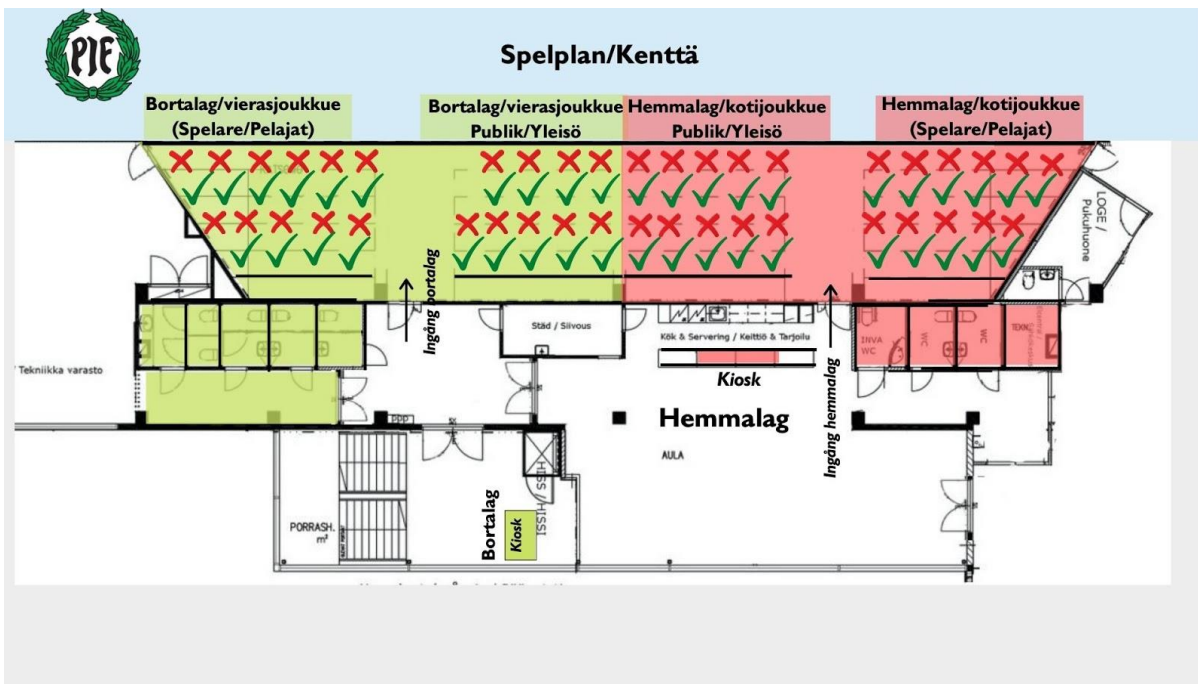 PIF
Spelplan/Kenttä
Bortalag/vierasjoukkue
(Spelare/Pelajat)
Bortalag/vierasjoukkue
Publik/Yleisö
Hemmalag/kotijoukkue
Publik/Yleisö
Hemmalag/kotijoukkue
(Spelare/Pelajat)
LOGE /
Pukuhuone
Ingång bortalag
Städ / Siivous
Kök & Servering / Keittiö & Tarjoilu
Kiosk
Ingång hemmalag
INVA
WC
WC
WC
TEKN.
/ Tekniikka varasto
PPP
Hemmalag
AULA
HISS / HISSI
Bortalag
Kiosk
PORRASH.
m²